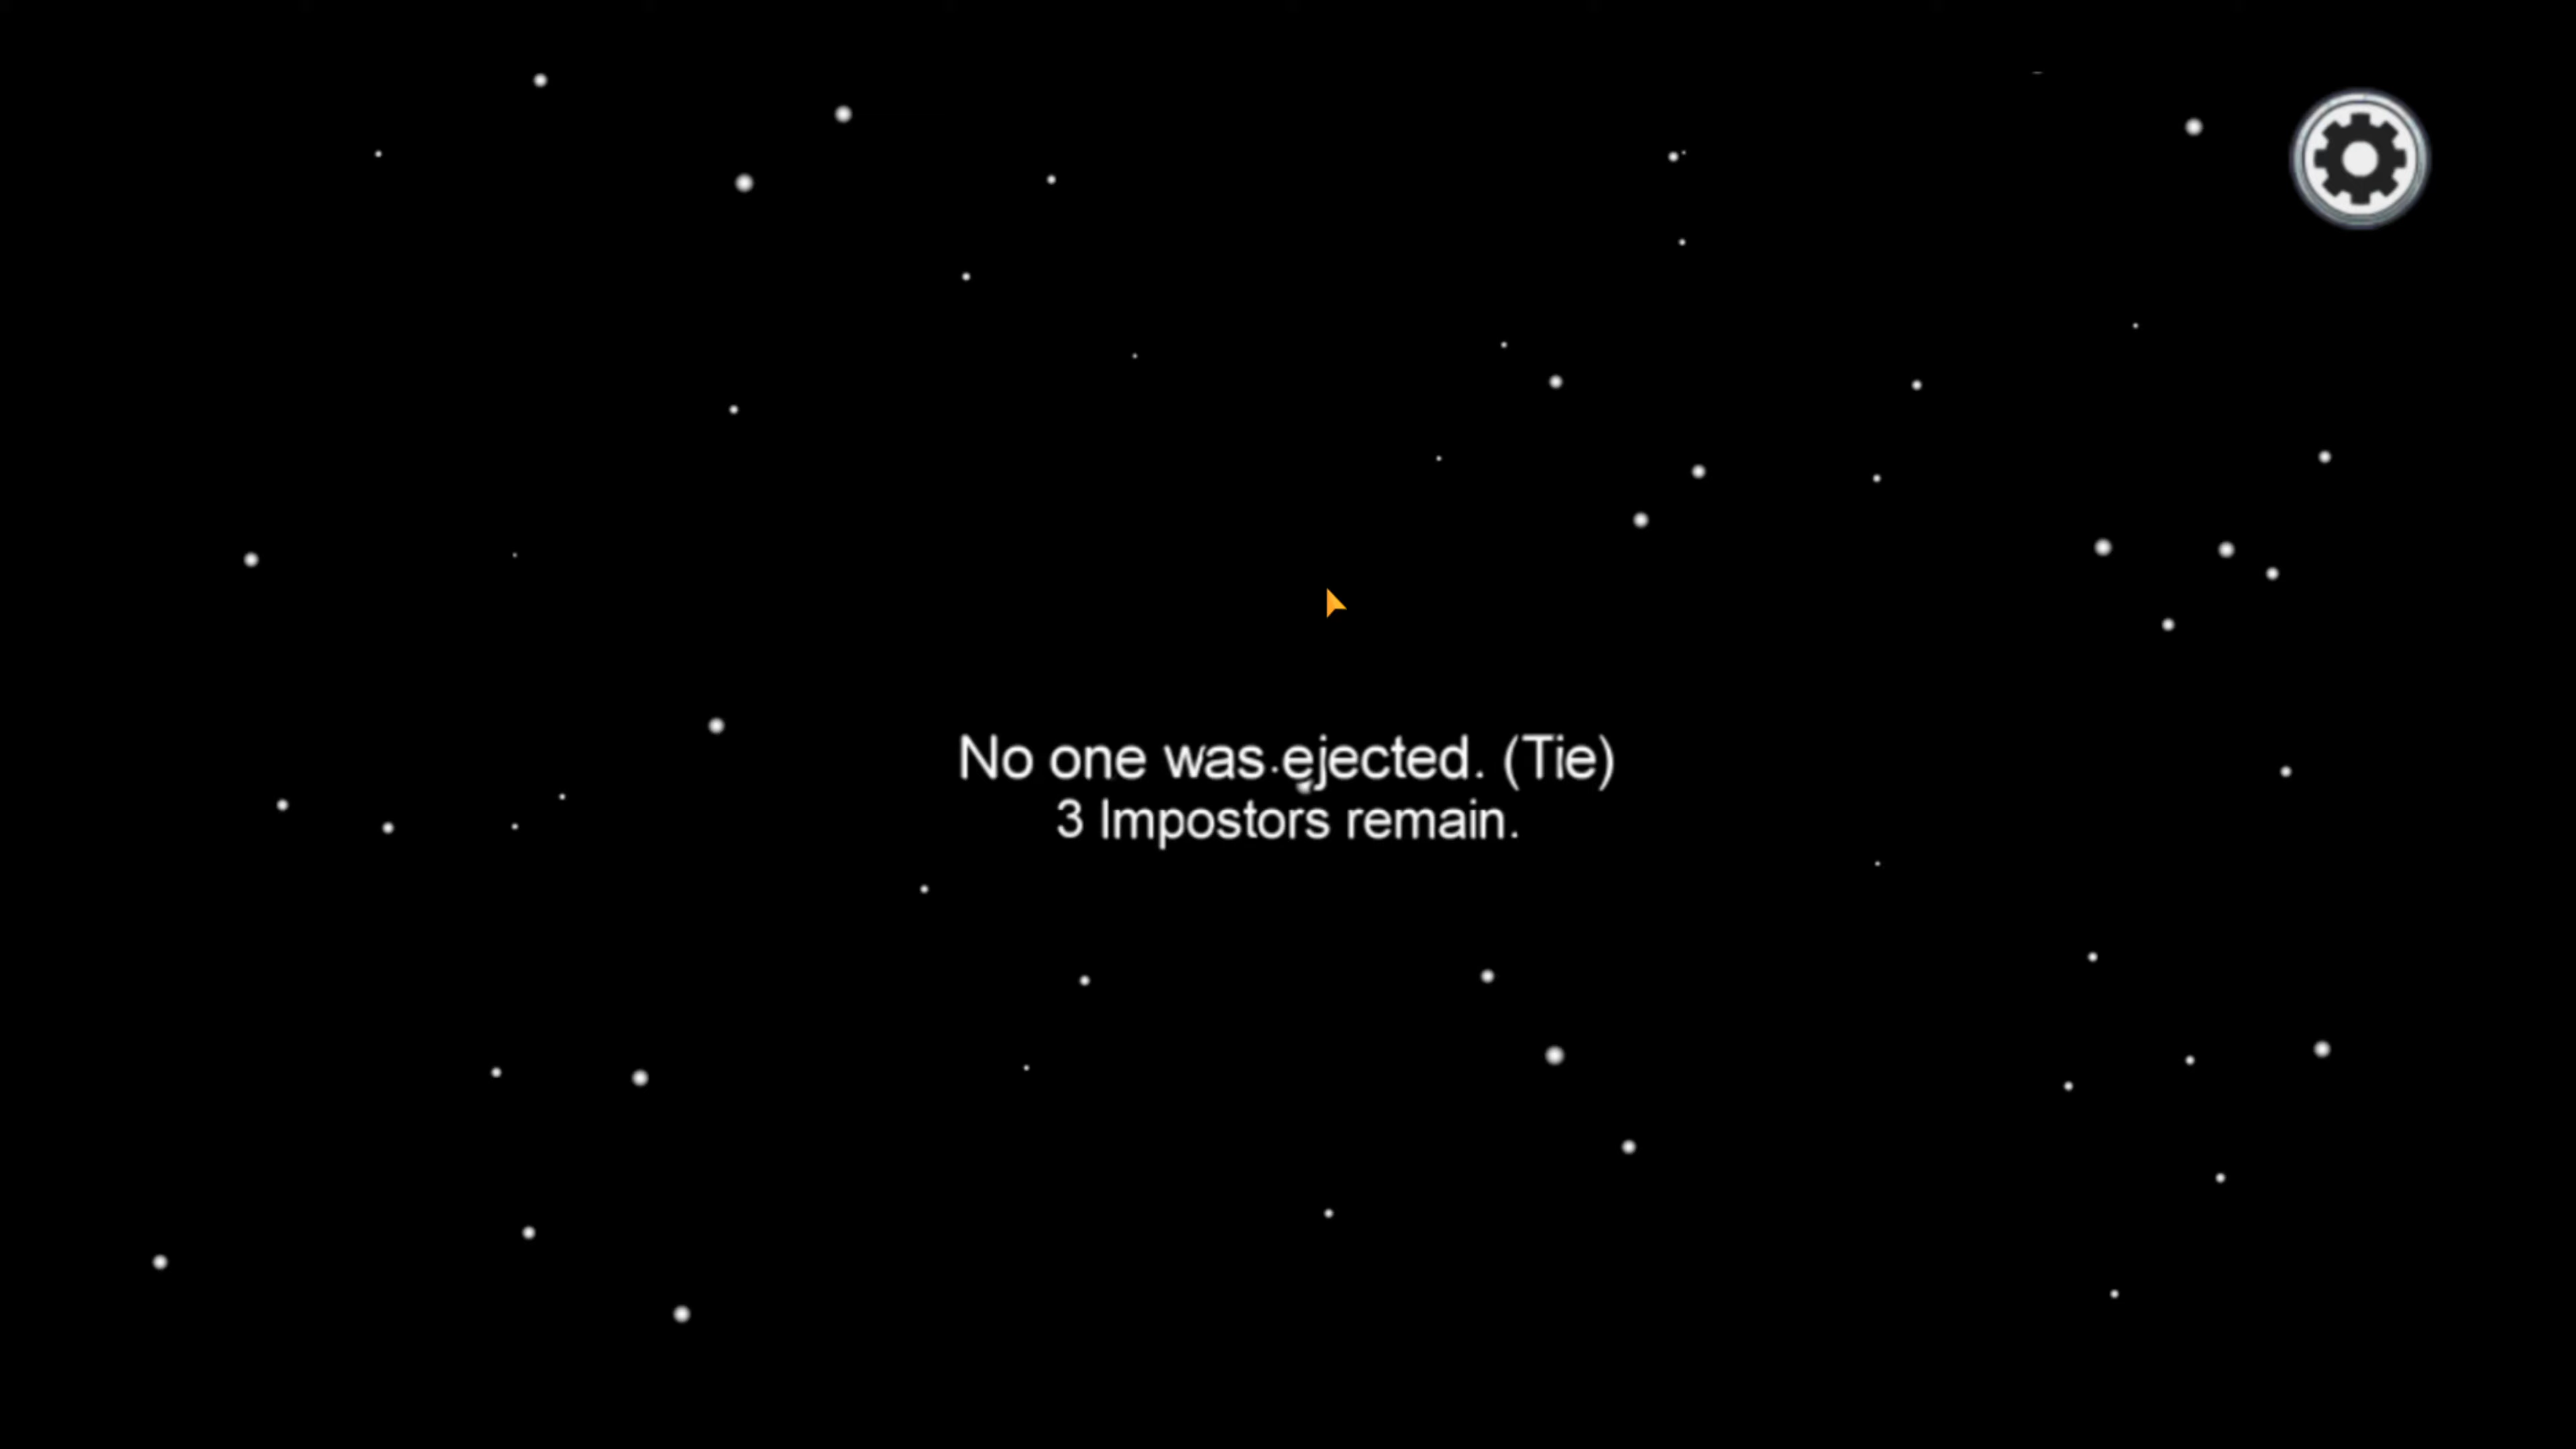 No one was ejected. (Tie)
3 Impostors remain.